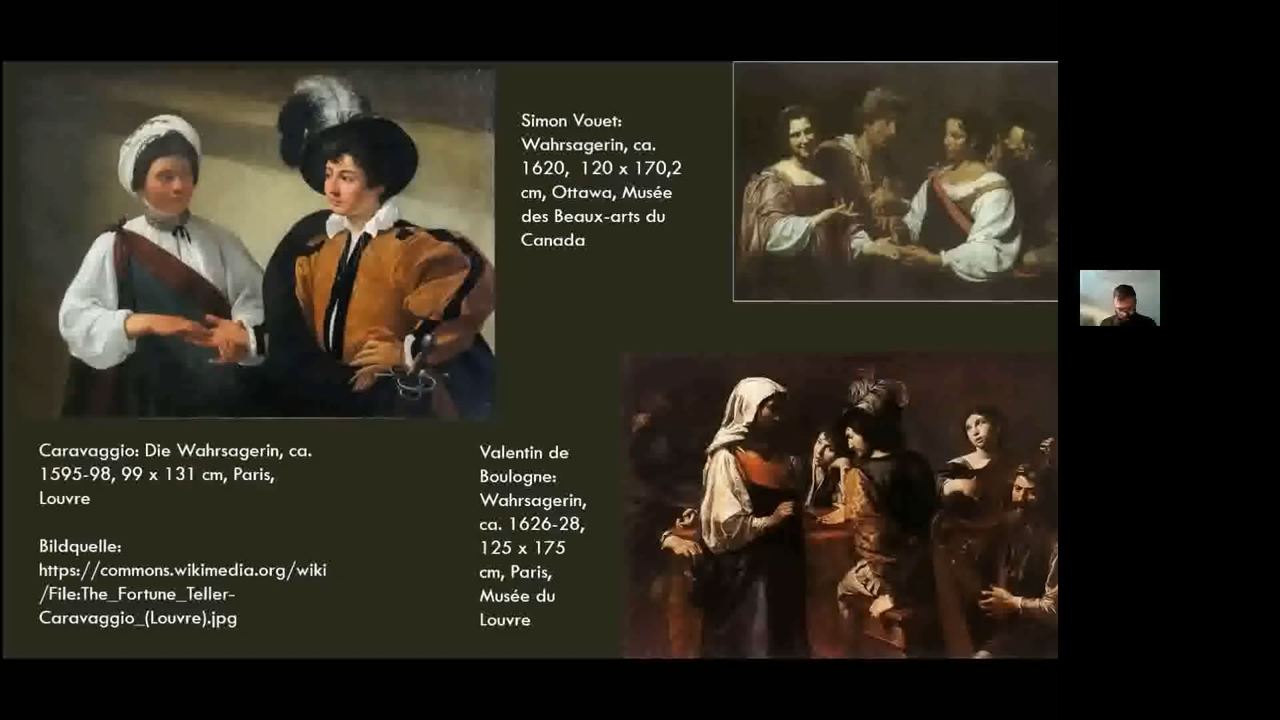 Simon Vouet:
Wahrsagerin, ca.
1620, 120 x 170,2
cm, Ottawa, Musée
des Beaux-arts du
Canada
Caravaggio: Die Wahrsagerin, ca.
1595-98, 99 x 131 cm, Paris,
Louvre
Bildquelle:
https://commons.wikimedia.org/wiki
/File:The_Fortune_Teller-
Caravaggio_(Louvre).jpg
Valentin de
Boulogne:
Wahrsagerin,
ca. 1626-28,
125 x 175
cm, Paris,
Musée du
Louvre